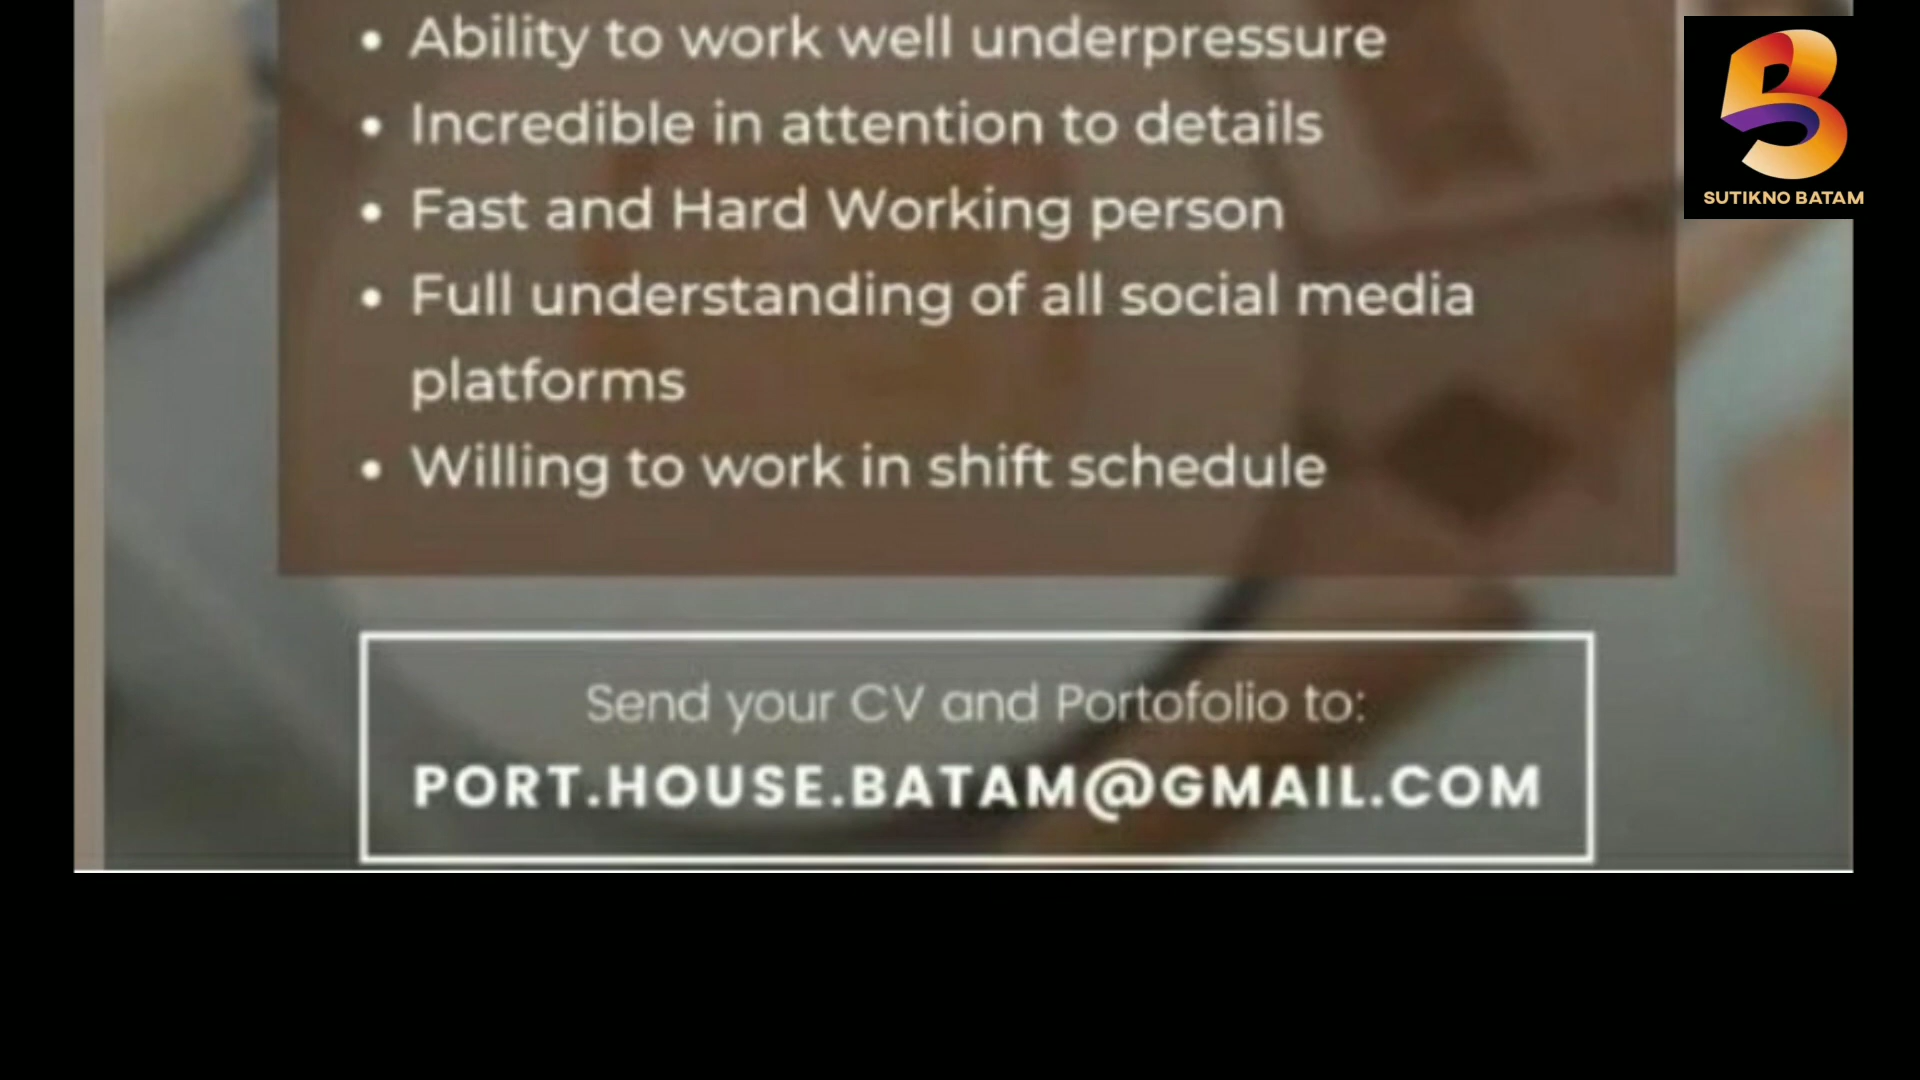 • Ability to work well underpressure
• Incredible in attention to details
• Fast and Hard Working person
• Full understanding of all social media
platforms
• Willing to work in shift schedule
Send your CV and Portofolio to:
PORT.HOUSE.BATAM@GMAIL.COM
SUTIKNO BATAM